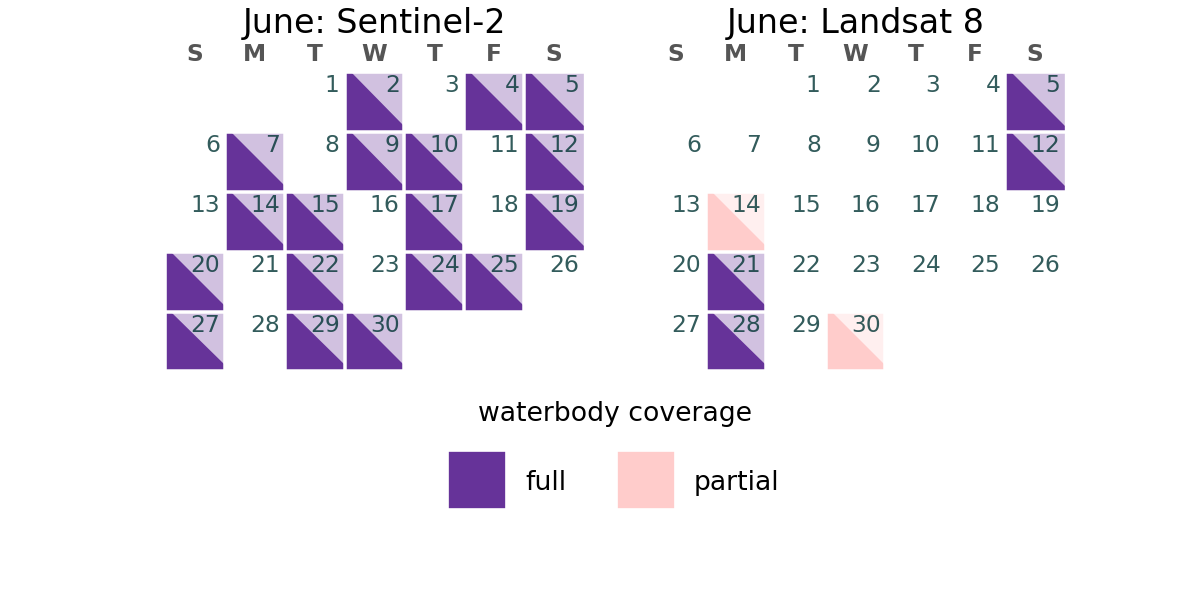 June: Sentinel-2
S M T W T F S
1 2 3 4 5
6 7 8 9 10 11 12
13 14 15 16 17 18 19
20 21 22 23 24 25 26
27 28 29 30
June: Landsat 8
S M T W T F S
1 2 3 4 5
6 7 8 9 10 11 12
13 14 15 16 17 18 19
20 21 22 23 24 25 26
27 28 29 30
waterbody coverage
full
partial